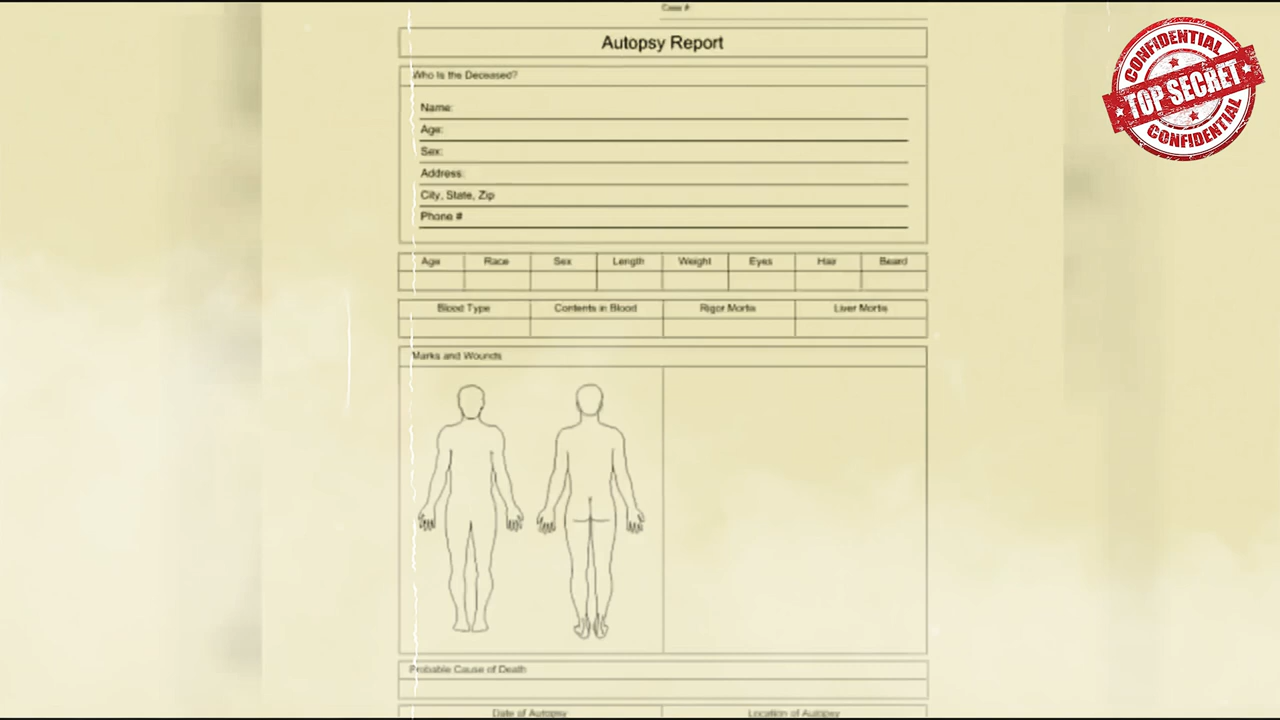 Case #
Autopsy Report
Who Is the Deceased?
Name:
Age:
Sex:
Address:
City, State, Zip
Phone #
Age Race Sex Length Weight Eyes Hair Beard
Blood Type Contents in Blood Rigor Mortis Liver Mortis
Marks and Wounds
Probable Cause of Death
Date of Autopsy Location of Autopsy
CONFIDENTIAL
TOP SECRET
CONFIDENTIAL